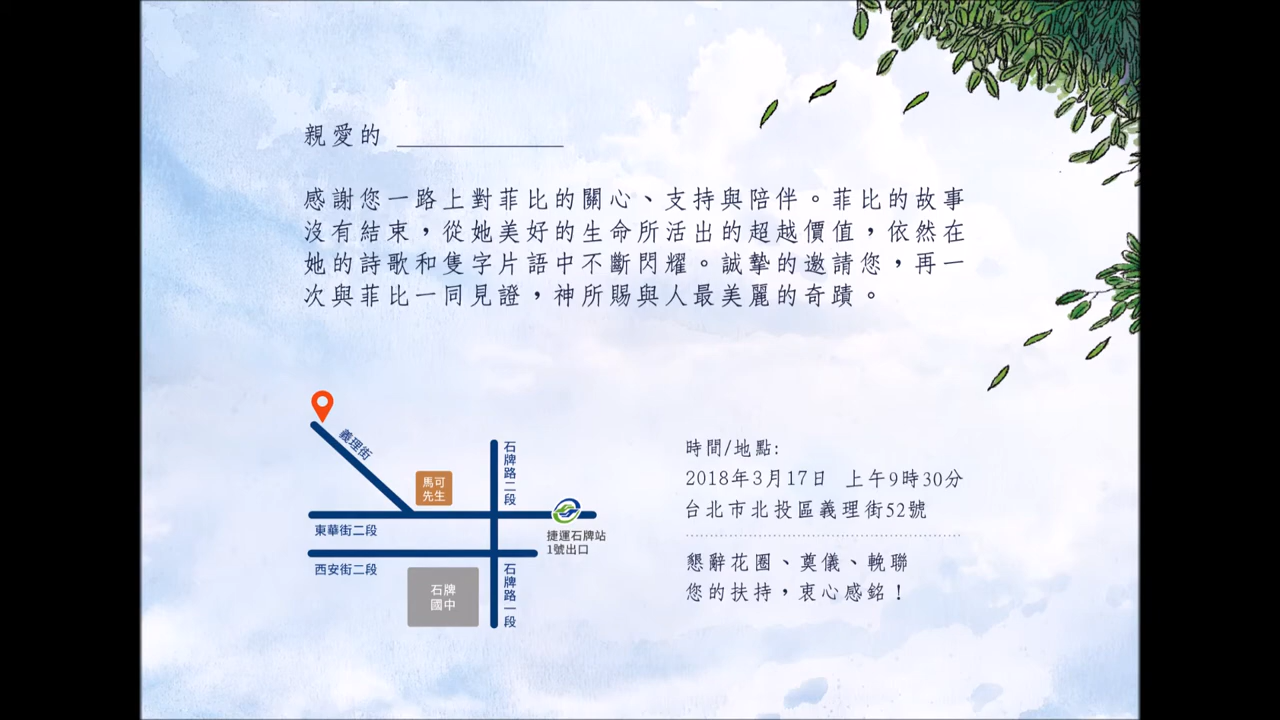 親愛的
感謝您一路上對菲比的關心、支持與陪伴。菲比的故事
沒有結束，從她美好的生命所活出的超越價值，依然在
她的詩歌和隻字片語中不斷閃耀。誠摯的邀請您，再一
次與菲比一同見證，神所賜與人最美麗的奇蹟。
義理街
馬可
先生
石牌路二段
東華街二段
捷運石牌站
1號出口
西安街二段
石牌
國中
石牌路一段
時間/地點:
2018年3月17日 上午9時30分
台北市北投區義理街52號
懇辭花圈、奠儀、輓聯
您的扶持，衷心感銘！